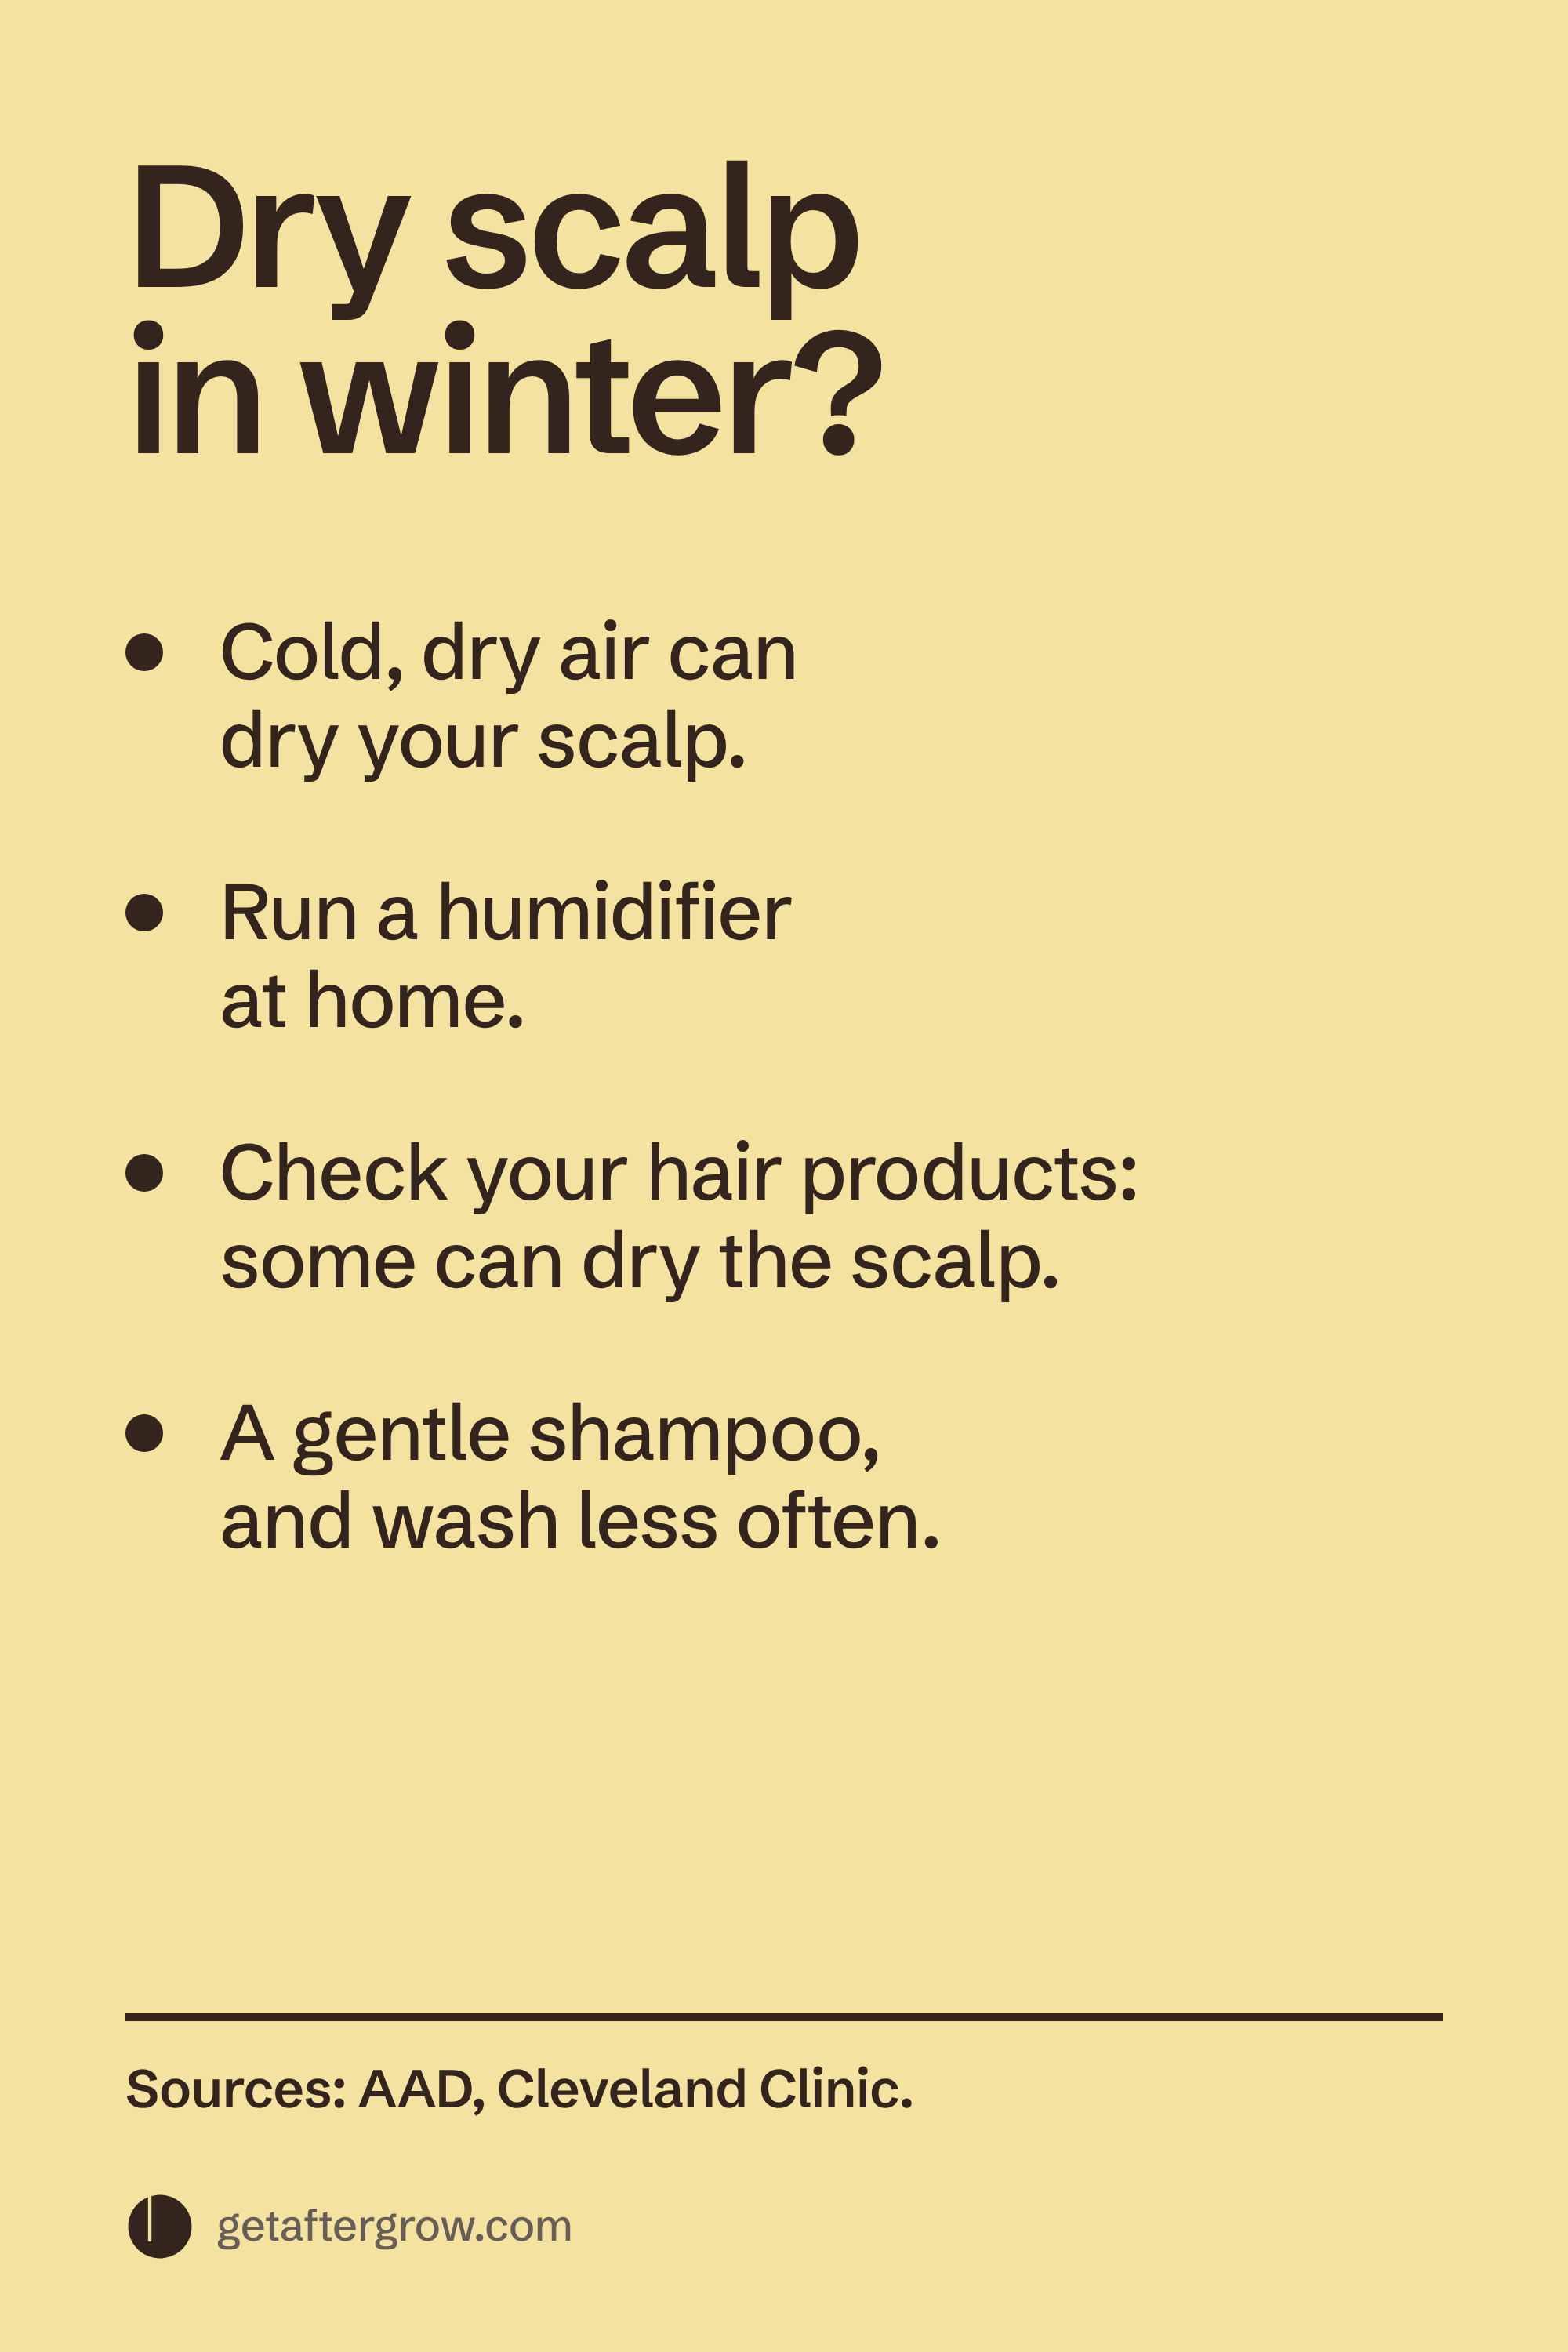 Dry scalp
in winter?
Cold, dry air can
dry your scalp.
Run a humidifier
at home.
Check your hair products:
some can dry the scalp.
A gentle shampoo,
and wash less often.
Sources: AAD, Cleveland Clinic.
getaftergrow.com